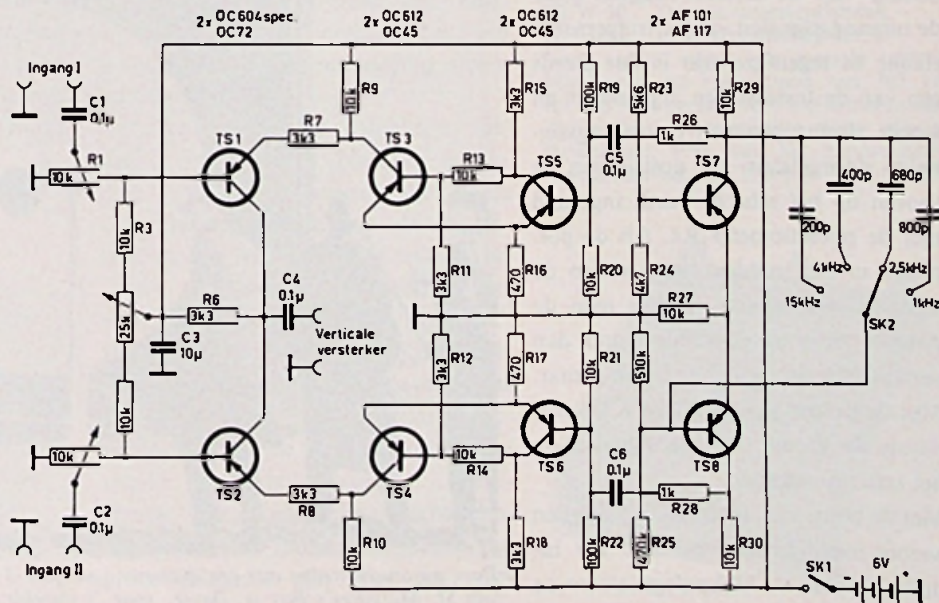 2x OC604spec.
OC72
2x OC612
OC45
2x OC612
OC45
2x AF101
AF117
Ingang I
C1
0,1µ
R1
10k
R3
10k
25k
10k
10k
C2
0,1µ
Ingang II
TS1
TS2
R6
3k3
C3
10µ
C4
0,1µ
Verticale
versterker
R7
3k3
R8
3k3
R9
10k
R10
10k
TS3
TS4
R11
3k3
R12
3k3
R13
10k
R14
10k
R15
3k3
R16
470
R17
470
R18
3k3
TS5
TS6
R19
100k
R20
10k
R21
10k
R22
100k
C5
0,1µ
C6
0,1µ
R23
5k6
R24
4k7
510k
R25
470k
R26
1k
R27
10k
R28
1k
R29
10k
R30
10k
TS7
TS8
400p
680p
200p
800p
4kHz
2,5kHz
15kHz
1kHz
SK2
SK1
6V
- +